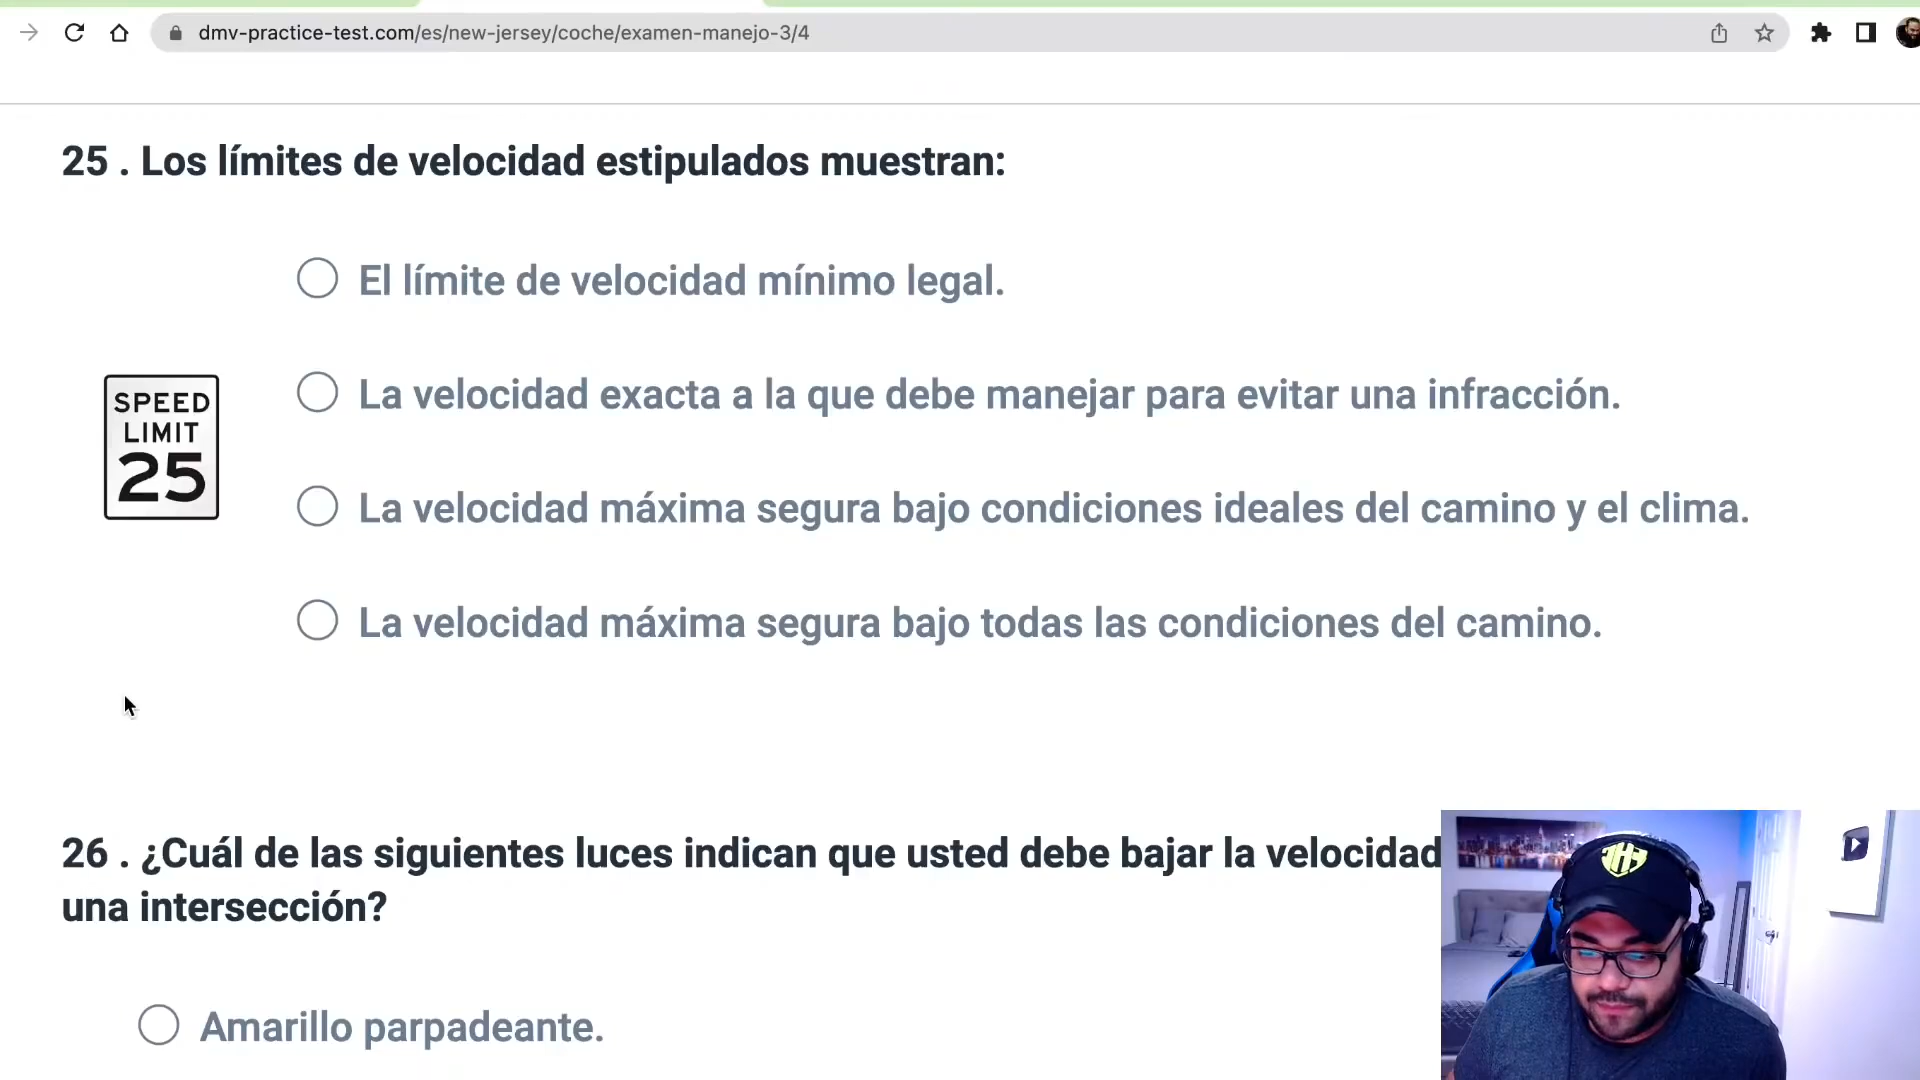 dmv-practice-test.com/es/new-jersey/coche/examen-manejo-3/4
25 . Los límites de velocidad estipulados muestran:
El límite de velocidad mínimo legal.
La velocidad exacta a la que debe manejar para evitar una infracción.
SPEED
LIMIT
25
La velocidad máxima segura bajo condiciones ideales del camino y el clima.
La velocidad máxima segura bajo todas las condiciones del camino.
26 . ¿Cuál de las siguientes luces indican que usted debe bajar la velocidad
una intersección?
Amarillo parpadeante.